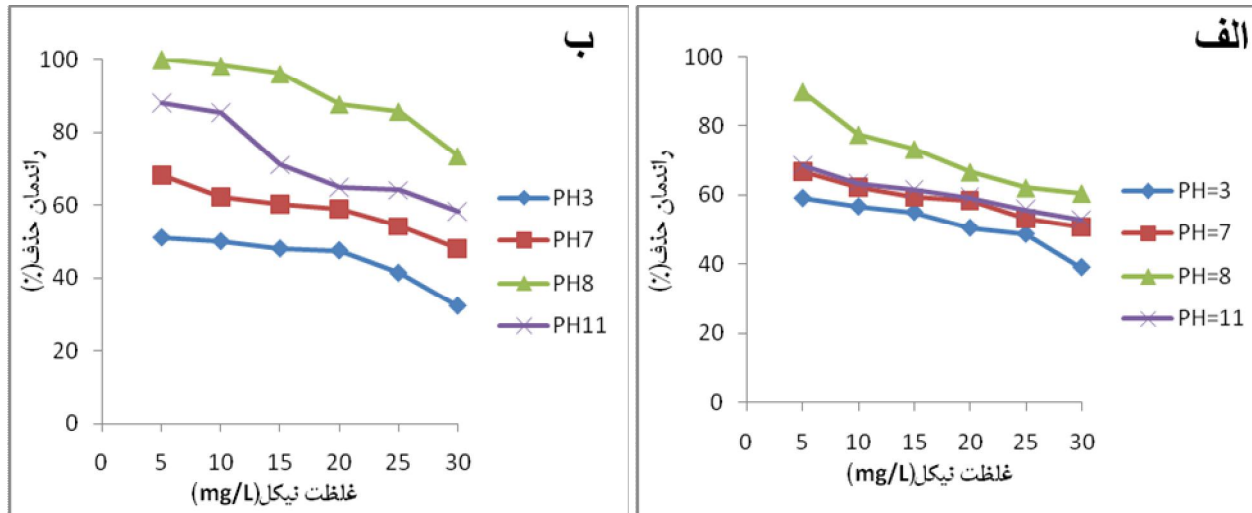 الف
100
80
60
40
20
0
راندمان حذف(%)
0 5 10 15 20 25 30
غلظت نیکل(mg/L)
PH=3
PH=7
PH=8
PH=11
ب
100
80
60
40
20
0
راندمان حذف(%)
0 5 10 15 20 25 30
غلظت نیکل(mg/L)
PH3
PH7
PH8
PH11